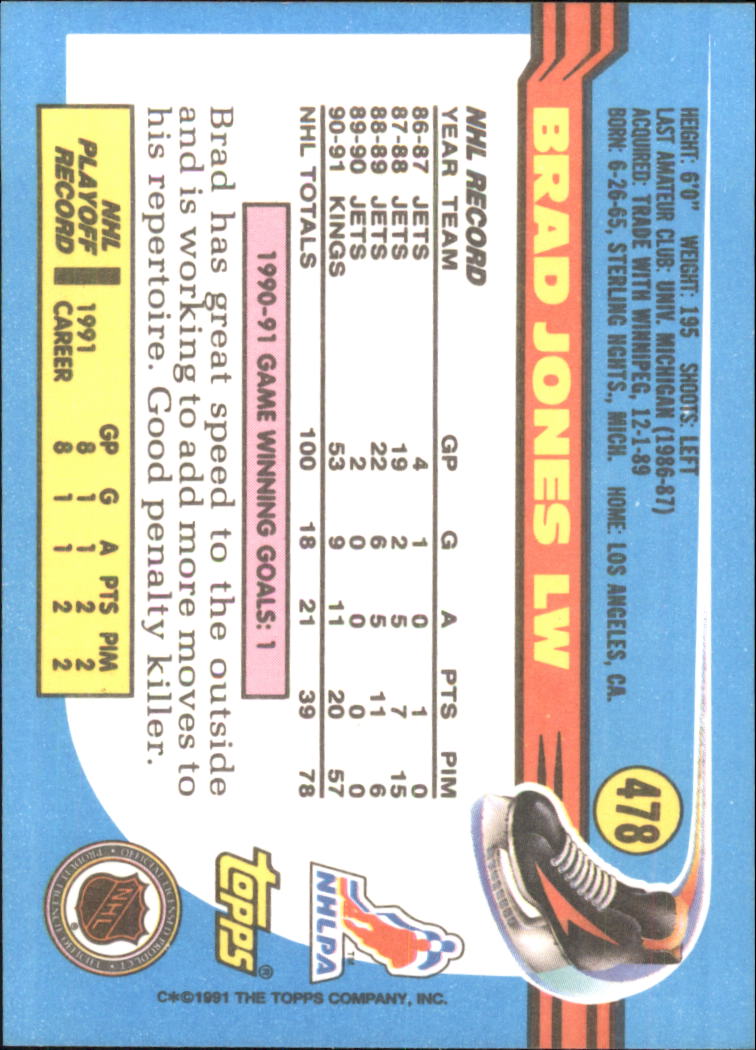 HEIGHT: 6'0" WEIGHT: 195 SHOOTS: LEFT
LAST AMATEUR CLUB: UNIV. MICHIGAN (1986-87)
ACQUIRED: TRADE WITH WINNIPEG, 12-1-89
BORN: 6-26-65, STERLING HGHTS., MICH. HOME: LOS ANGELES, CA.
478
BRAD JONES LW
NHL RECORD
YEAR TEAM GP G A PTS PIM
86-87 JETS 4 1 0 1 0
87-88 JETS 19 2 5 7 15
88-89 JETS 22 6 5 11 6
89-90 JETS 2 0 0 0 0
90-91 KINGS 53 9 11 20 57
NHL TOTALS 100 18 21 39 78
1990-91 GAME WINNING GOALS: 1
Brad has great speed to the outside
and is working to add more moves to
his repertoire. Good penalty killer.
NHL PLAYOFF RECORD
GP G A PTS PIM
1991 8 1 1 2 2
CAREER 8 1 1 2 2
NHLPA ™
TOPPS ®
NHL ®
OFFICIAL LICENSED PRODUCT
C*©1991 THE TOPPS COMPANY, INC.